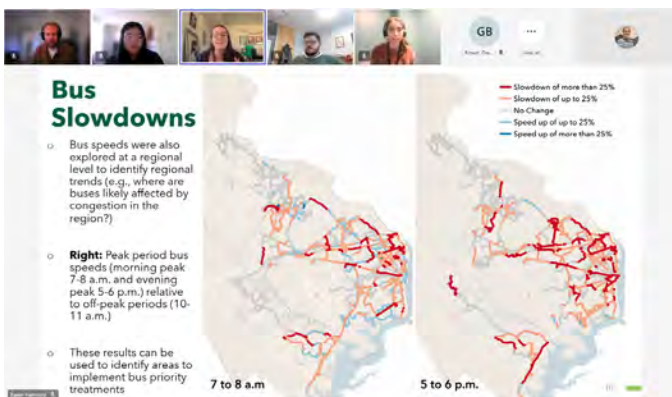 GB
...
Bus
Slowdowns
Bus speeds were also
explored at a regional
level to identify regional
trends (e.g., where are
buses likely affected by
congestion in the
region?)
Right: Peak period bus
speeds (morning peak
7-8 a.m. and evening
peak 5-6 p.m.) relative
to off-peak periods (10-
11 a.m.)
These results can be
used to identify areas to
implement bus priority
treatments
7 to 8 a.m
Slowdown of more than 25%
Slowdown of up to 25%
No Change
Speed up of up to 25%
Speed up of more than 25%
5 to 6 p.m.